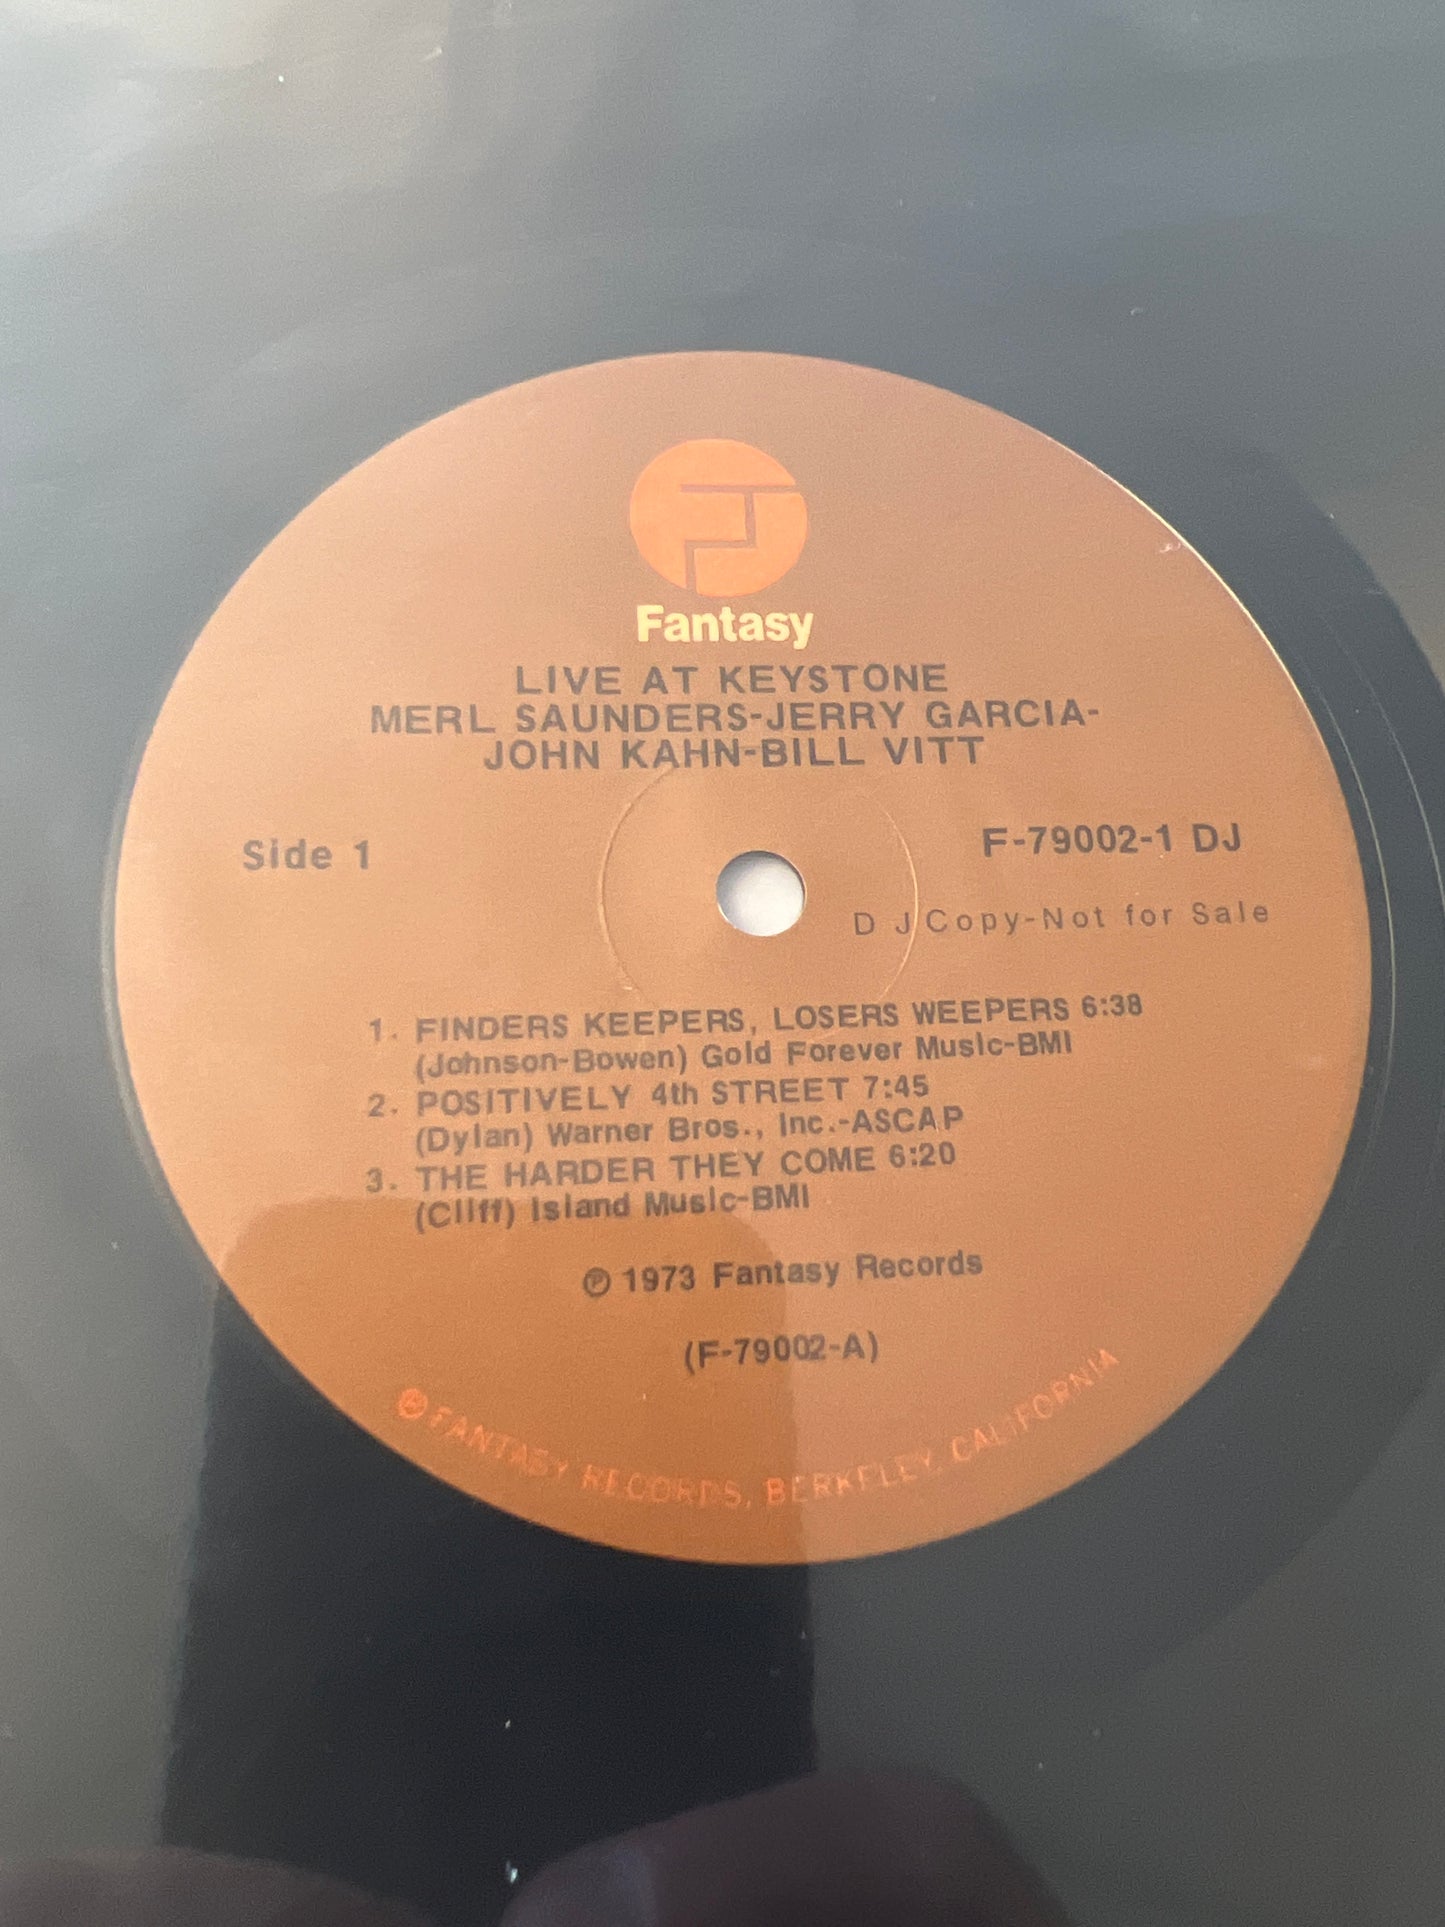 Fantasy
LIVE AT KEYSTONE
MERL SAUNDERS-JERRY GARCIA-
JOHN KAHN-BILL VITT
Side 1
F-79002-1 DJ
D J Copy-Not for Sale
1. FINDERS KEEPERS, LOSERS WEEPERS 6:38
(Johnson-Bowen) Gold Forever Music-BMI
2. POSITIVELY 4th STREET 7:45
(Dylan) Warner Bros., Inc.-ASCAP
3. THE HARDER THEY COME 6:20
(Cliff) Island Music-BMI
℗ 1973 Fantasy Records
(F-79002-A)
® FANTASY RECORDS, BERKELEY, CALIFORNIA